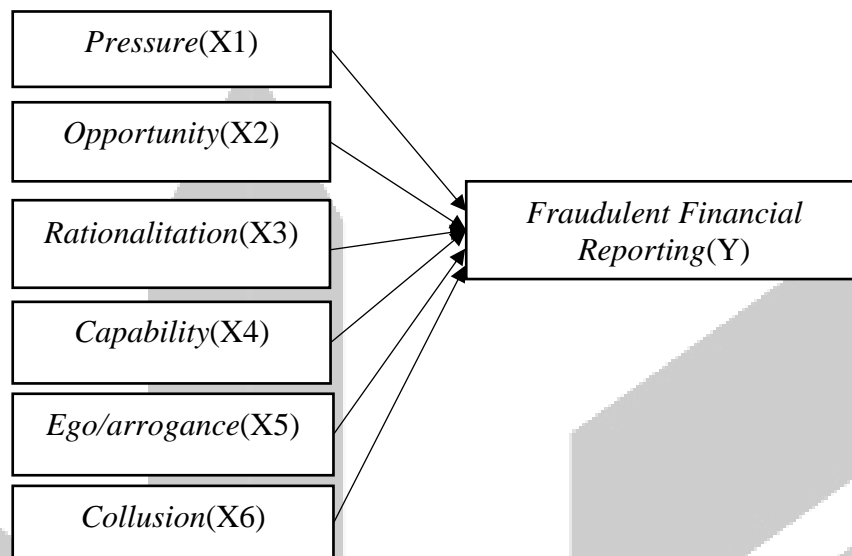 Pressure(X1)
Opportunity(X2)
Rationalitation(X3)
Capability(X4)
Ego/arrogance(X5)
Collusion(X6)
Fraudulent Financial
Reporting(Y)